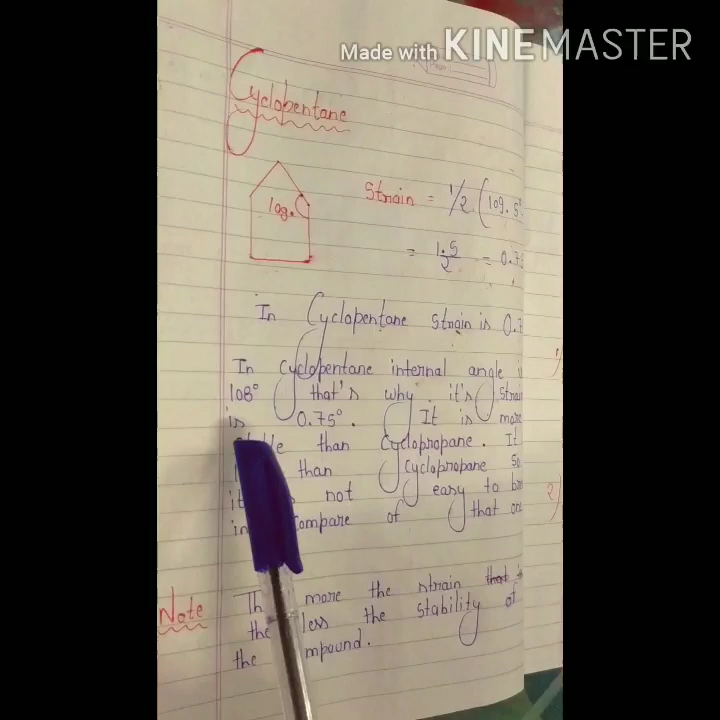 Made with KINEMASTER
Cyclopentane
108°
Strain = 1/2 (109.5°
= 1.5/2 = 0.75
In Cyclopentane strain is 0.7
In cyclopentane internal angle
108° that's why it's strain
is 0.75°. It is more
than Cyclopropane. It
than cyclopropane so
not easy to
in compare of that
Note
The more the strain
the less the stability of
the